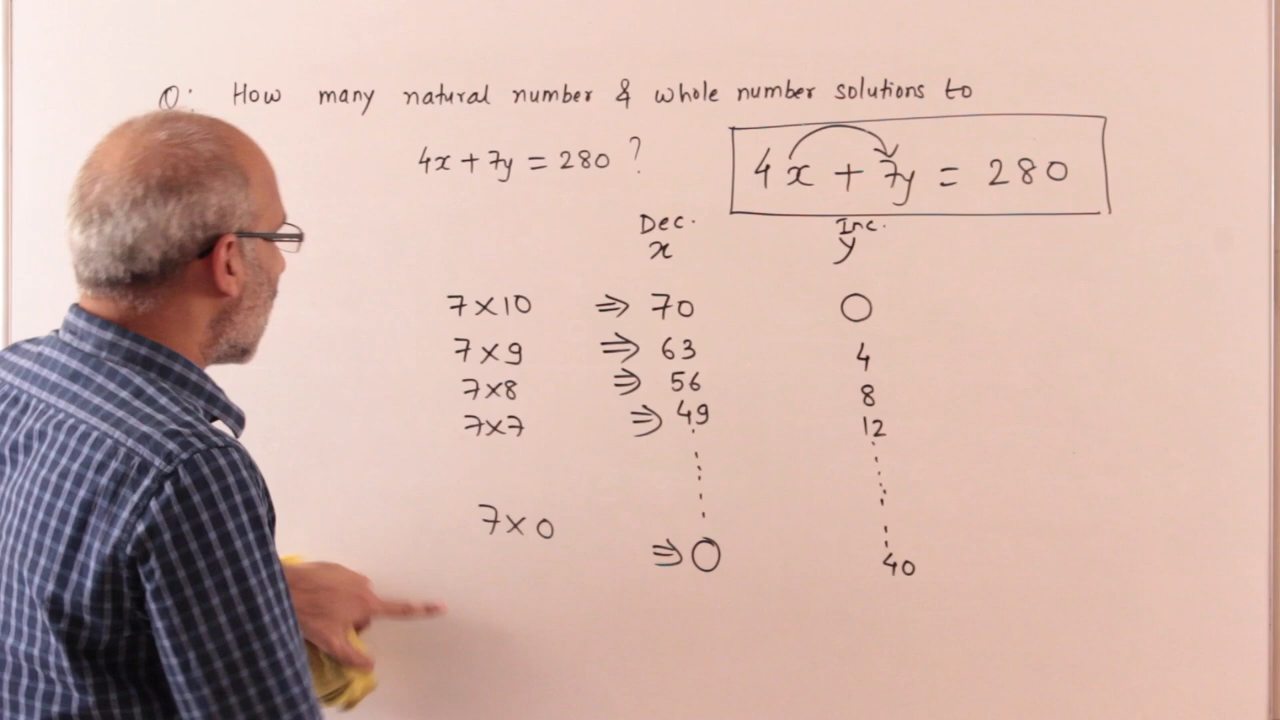 Q: How many natural number & whole number solutions to
4x + 7y = 280 ?
4x + 7y = 280
Dec. Inc.
x y
7×10 ⇒ 70 0
7×9 ⇒ 63 4
7×8 ⇒ 56 8
7×7 ⇒ 49 12
7×0
⇒ 0 40